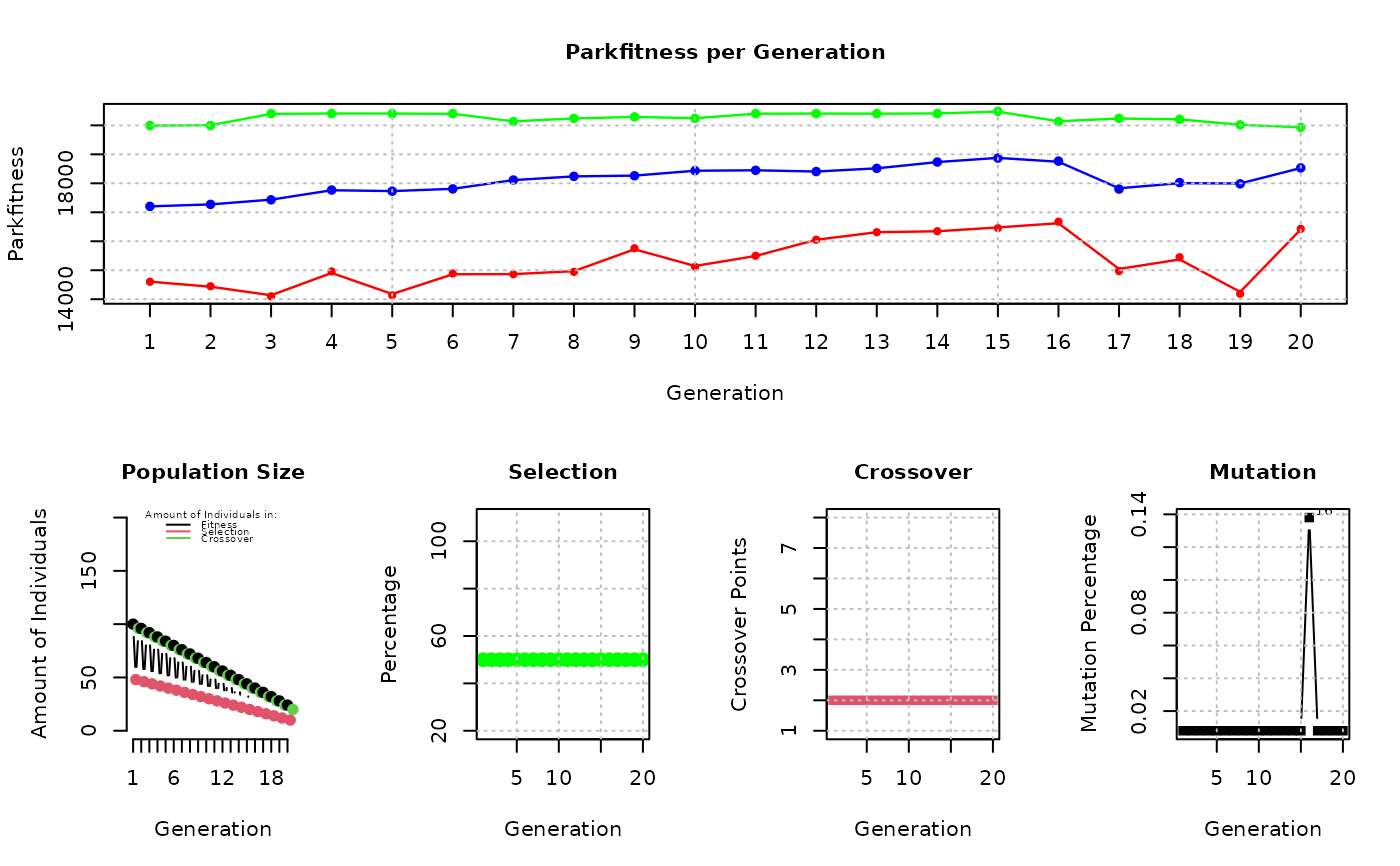 Parkfitness per Generation
Parkfitness
18000
14000
1 2 3 4 5 6 7 8 9 10 11 12 13 14 15 16 17 18 19 20
Generation
Population Size
Amount of Individuals
150
50
0
Amount of Individuals in:
Fitness
Selection
Crossover
1 6 12 18
Generation
Selection
Percentage
100
60
20
5 10 20
Generation
Crossover
Crossover Points
7
5
3
1
5 10 20
Generation
Mutation
Mutation Percentage
0.14
0.08
0.02
16
5 10 20
Generation